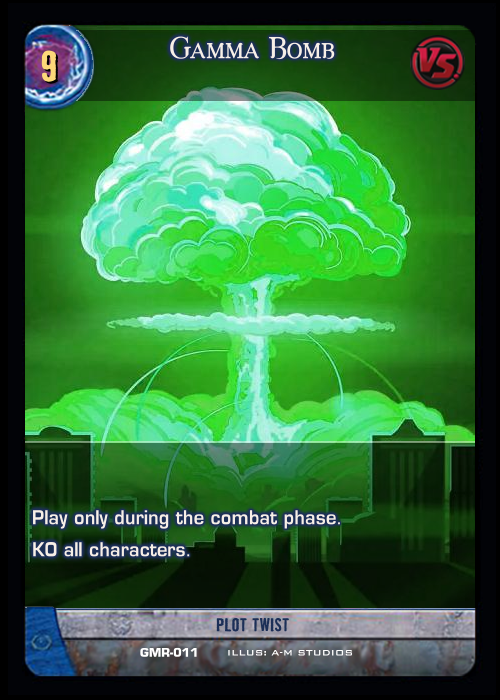 9
Gamma Bomb
VS
Play only during the combat phase.
KO all characters.
PLOT TWIST
GMR-011 ILLUS: A-M STUDIOS